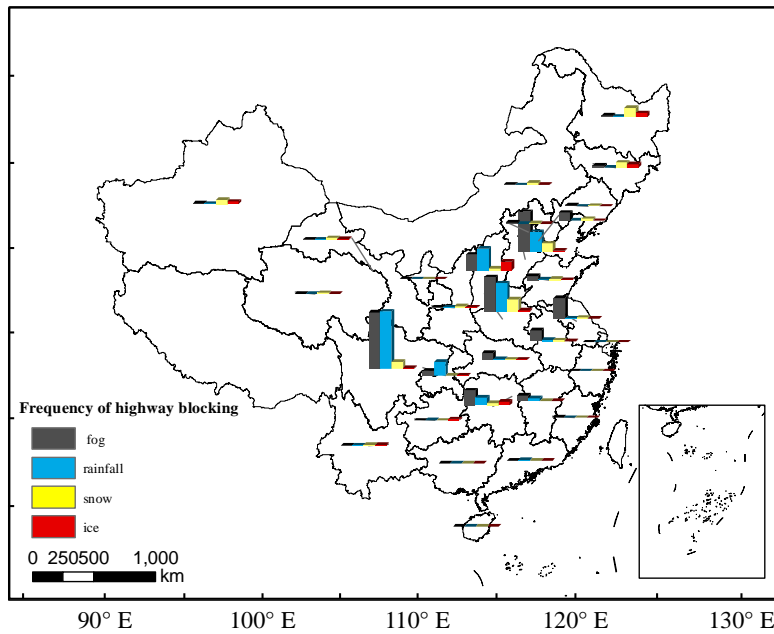 Frequency of highway blocking
fog
rainfall
snow
ice
0 250500 1,000
km
90° E 100° E 110° E 120° E 130° E